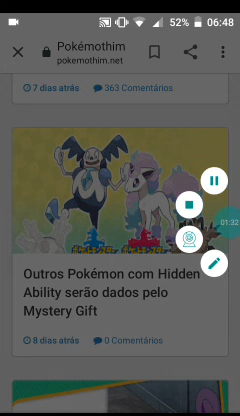 52% 06:48
Pokémothim
pokemothim.net
7 dias atrás 363 Comentários
01:32
Outros Pokémon com Hidden
Ability serão dados pelo
Mystery Gift
8 dias atrás 0 Comentários